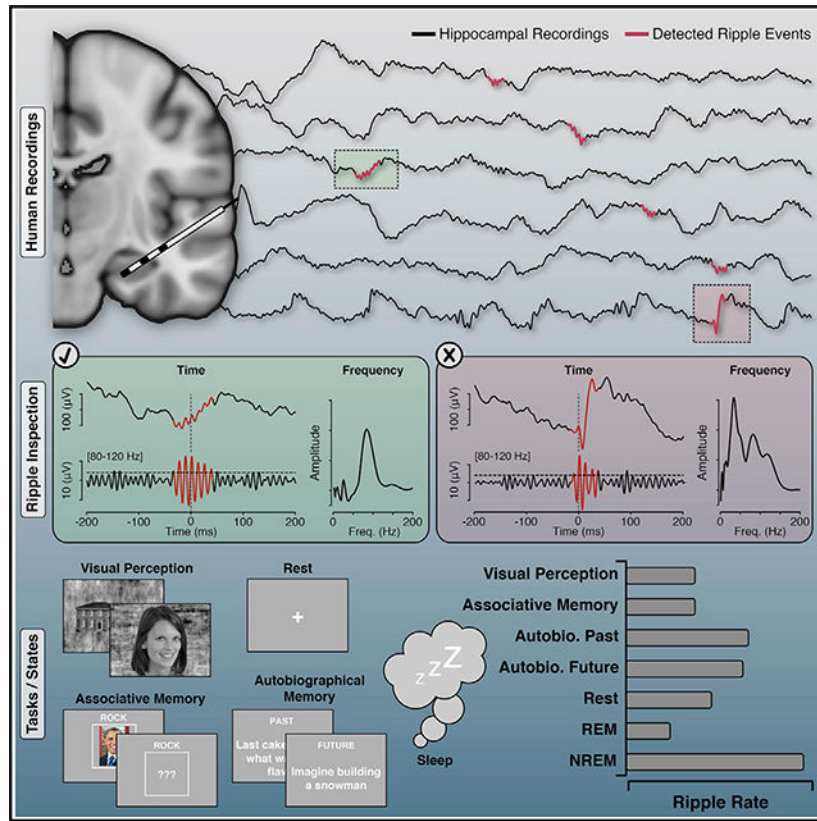 Hippocampal Recordings
Detected Ripple Events
Human Recordings
Ripple Inspection
✓
Time
Frequency
100 (µV)
[80-120 Hz]
10 (µV)
-200
-100
0
100
200
Time (ms)
Amplitude
0
200
Freq. (Hz)
X
Time
Frequency
100 (µV)
[80-120 Hz]
10 (µV)
-200
-100
0
100
200
Time (ms)
Amplitude
0
200
Freq. (Hz)
Tasks / States
Visual Perception
Rest
+
Associative Memory
ROCK
ROCK
???
Autobiographical
Memory
PAST
Last cake
what wa
flav
FUTURE
Imagine building
a snowman
z z Z
Sleep
Visual Perception
Associative Memory
Autobio. Past
Autobio. Future
Rest
REM
NREM
Ripple Rate